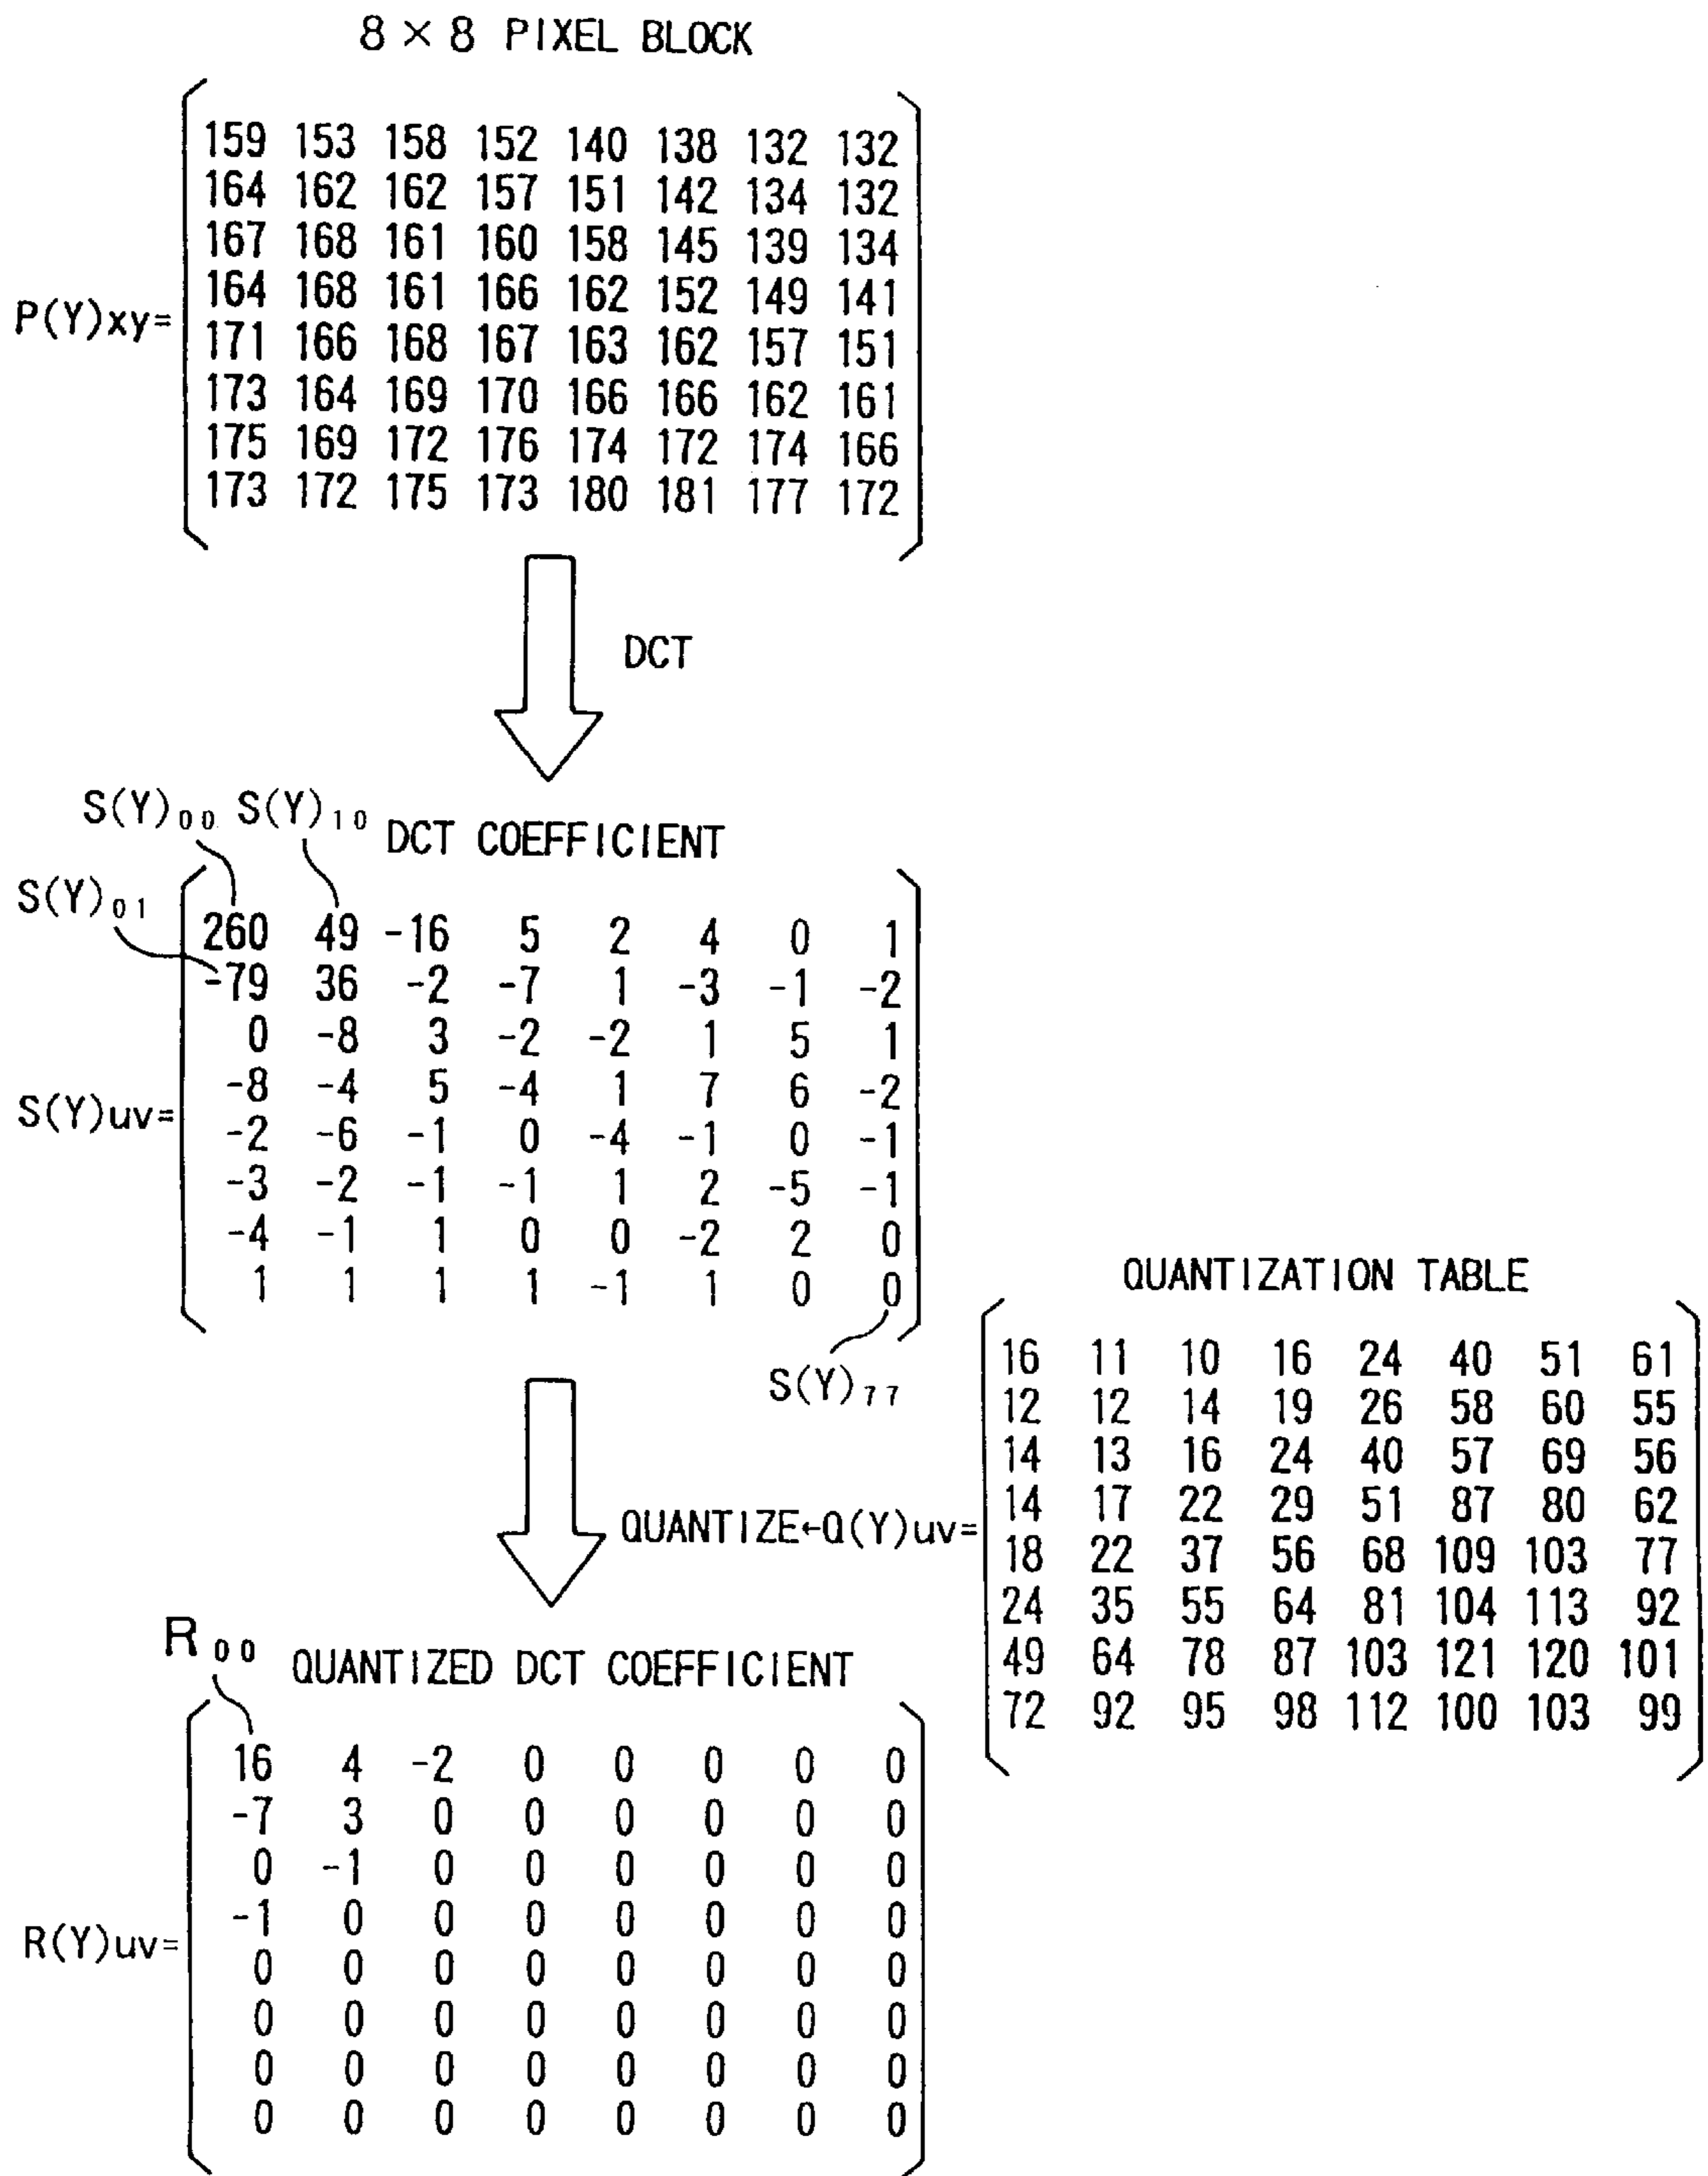 8 × 8 PIXEL BLOCK
159 153 158 152 140 138 132 132
164 162 162 157 151 142 134 132
167 168 161 160 158 145 139 134
164 168 161 166 162 152 149 141
P(Y)xy=
171 166 168 167 163 162 157 151
173 164 169 170 166 166 162 161
175 169 172 176 174 172 174 166
173 172 175 173 180 181 177 172
DCT
S(Y)00 S(Y)10
DCT COEFFICIENT
S(Y)01
260 49 -16 5 2 4 0 1
-79 36 -2 -7 1 -3 -1 -2
0 -8 3 -2 -2 1 5 1
-8 -4 5 -4 1 7 6 -2
S(Y)uv=
-2 -6 -1 0 -4 -1 0 -1
-3 -2 -1 -1 1 2 -5 -1
-4 -1 1 0 0 -2 2 0
1 1 1 1 -1 1 0 0
S(Y)77
QUANTIZATION TABLE
16 11 10 16 24 40 51 61
12 12 14 19 26 58 60 55
14 13 16 24 40 57 69 56
14 17 22 29 51 87 80 62
QUANTIZE←Q(Y)uv=
18 22 37 56 68 109 103 77
24 35 55 64 81 104 113 92
49 64 78 87 103 121 120 101
72 92 95 98 112 100 103 99
R00
QUANTIZED DCT COEFFICIENT
16 4 -2 0 0 0 0 0
-7 3 0 0 0 0 0 0
0 -1 0 0 0 0 0 0
-1 0 0 0 0 0 0 0
R(Y)uv=
0 0 0 0 0 0 0 0
0 0 0 0 0 0 0 0
0 0 0 0 0 0 0 0
0 0 0 0 0 0 0 0